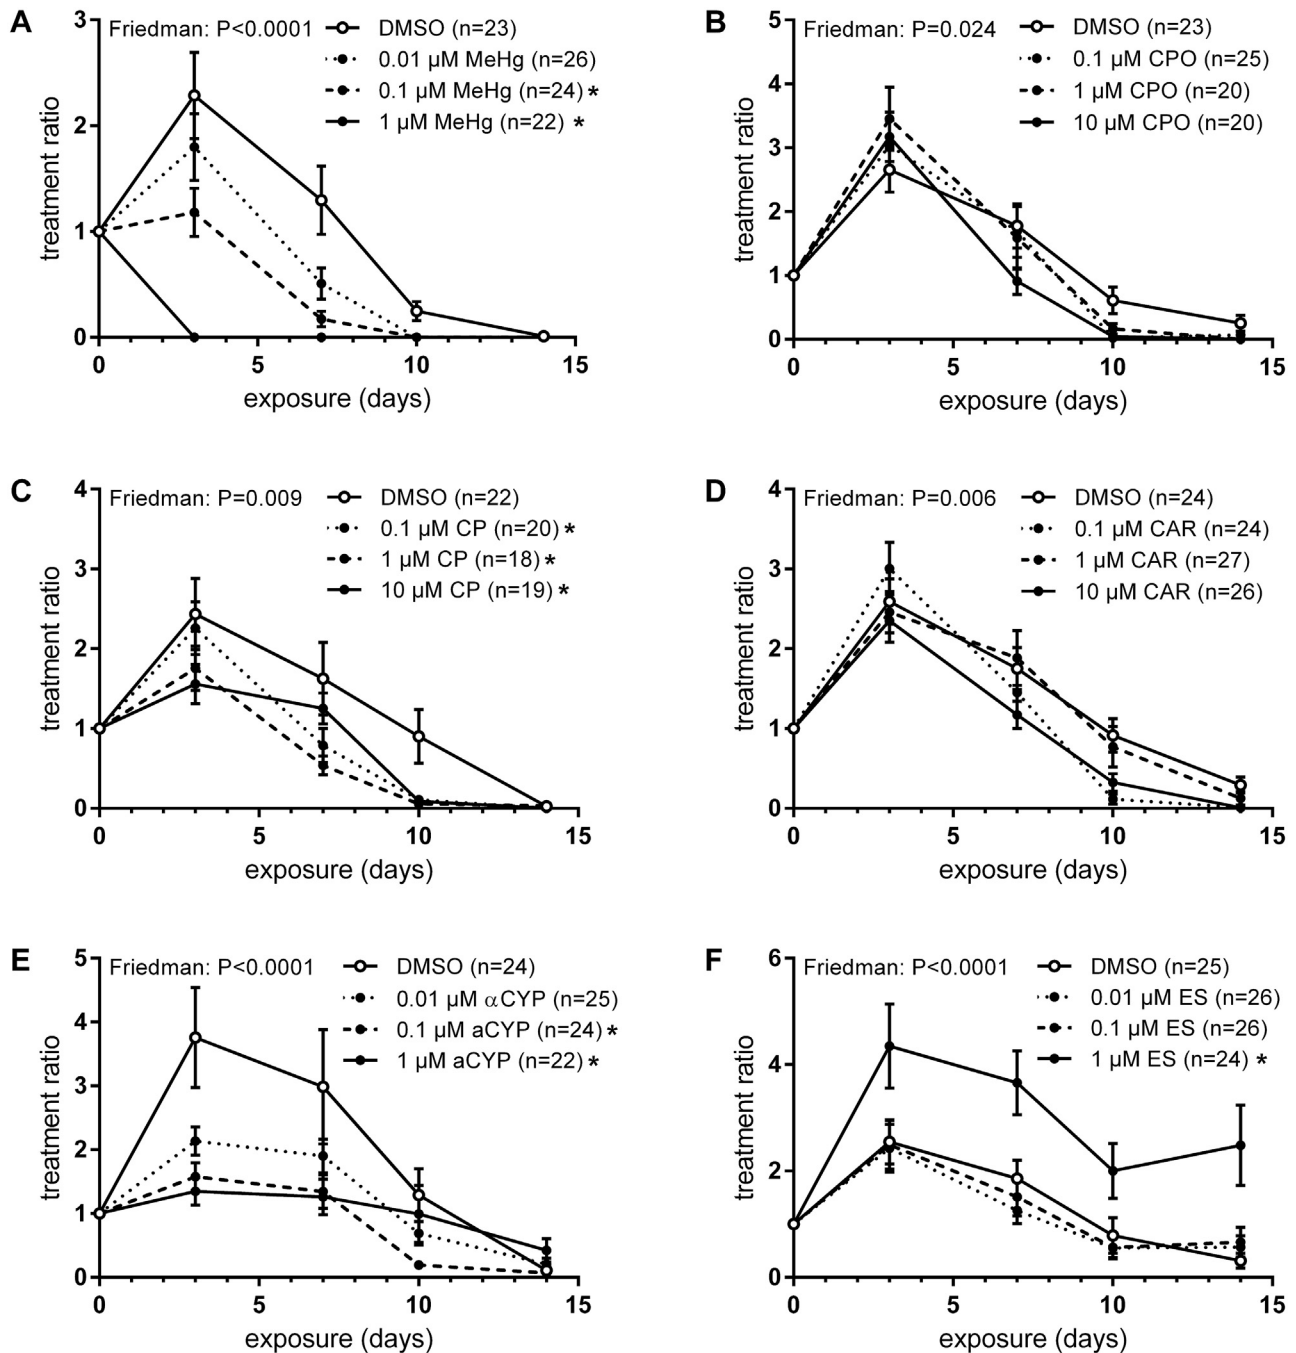 A
Friedman: P<0.0001
DMSO (n=23)
0.01 µM MeHg (n=26)
0.1 µM MeHg (n=24) *
1 µM MeHg (n=22) *
treatment ratio
3
2
1
0
0 5 10 15
exposure (days)
B
Friedman: P=0.024
DMSO (n=23)
0.1 µM CPO (n=25)
1 µM CPO (n=20)
10 µM CPO (n=20)
treatment ratio
5
4
3
2
1
0
0 5 10 15
exposure (days)
C
Friedman: P=0.009
DMSO (n=22)
0.1 µM CP (n=20) *
1 µM CP (n=18) *
10 µM CP (n=19) *
treatment ratio
4
3
2
1
0
0 5 10 15
exposure (days)
D
Friedman: P=0.006
DMSO (n=24)
0.1 µM CAR (n=24)
1 µM CAR (n=27)
10 µM CAR (n=26)
treatment ratio
4
3
2
1
0
0 5 10 15
exposure (days)
E
Friedman: P<0.0001
DMSO (n=24)
0.01 µM αCYP (n=25)
0.1 µM aCYP (n=24) *
1 µM aCYP (n=22) *
treatment ratio
5
4
3
2
1
0
0 5 10 15
exposure (days)
F
Friedman: P<0.0001
DMSO (n=25)
0.01 µM ES (n=26)
0.1 µM ES (n=26)
1 µM ES (n=24) *
treatment ratio
6
4
2
0
0 5 10 15
exposure (days)